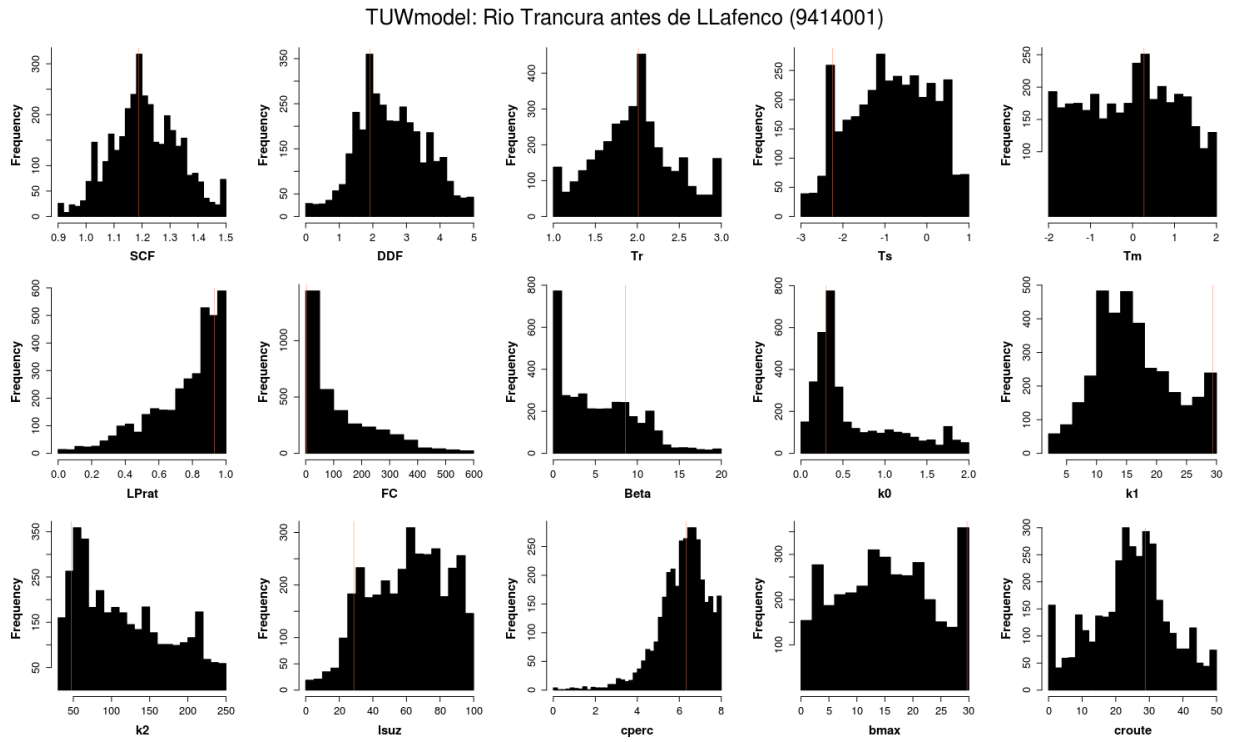 TUWmodel: Rio Trancura antes de LLafenco (9414001)
Frequency
0 50 100 200 300
0.9 1.0 1.1 1.2 1.3 1.4 1.5
SCF
Frequency
0 50 150 250 350
0 1 2 3 4 5
DDF
Frequency
0 100 200 300 400
1.0 1.5 2.0 2.5 3.0
Tr
Frequency
0 50 100 150 200 250
-3 -2 -1 0 1
Ts
Frequency
100 150 200 250
-2 -1 0 1 2
Tm
Frequency
0 100 200 300 400 500 600
0.0 0.2 0.4 0.6 0.8 1.0
LPrat
Frequency
0 500 1000
0 100 200 300 400 500 600
FC
Frequency
0 200 400 600 800
0 5 10 15 20
Beta
Frequency
0 200 400 600 800
0.0 0.5 1.0 1.5 2.0
k0
Frequency
0 100 200 300 400 500
5 10 15 20 25 30
k1
Frequency
50 150 250 350
50 100 150 200 250
k2
Frequency
0 50 100 200 300
0 20 40 60 80 100
lsuz
Frequency
0 50 100 150 200 250
0 2 4 6 8
cperc
Frequency
100 200 300
0 5 10 15 20 25 30
bmax
Frequency
0 50 100 200 300
0 10 20 30 40 50
croute